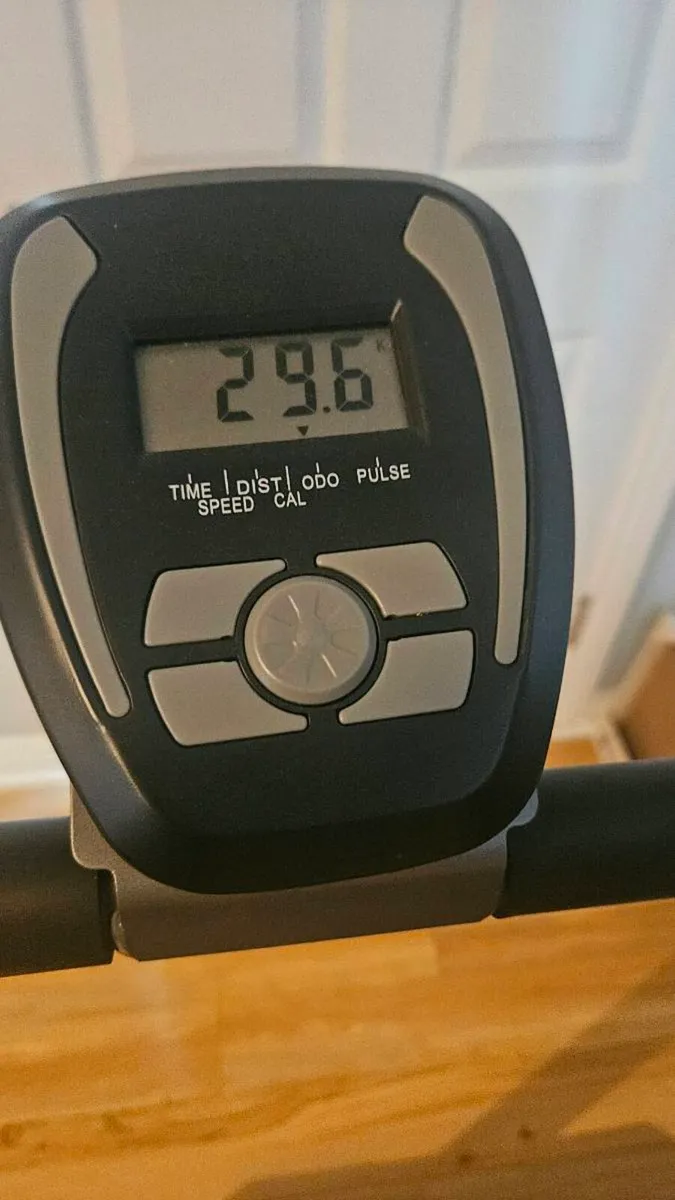 29.6 K
TIME DIST ODO PULSE
SPEED CAL